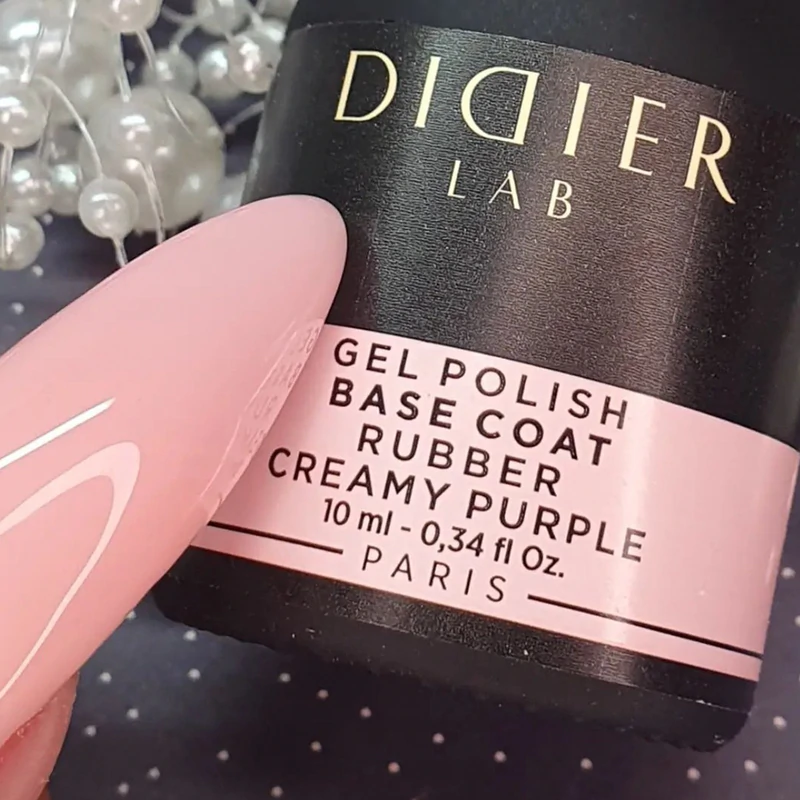 DIDIER
LAB
GEL POLISH
BASE COAT
RUBBER
CREAMY PURPLE
10 ml - 0,34 fl Oz.
PARIS